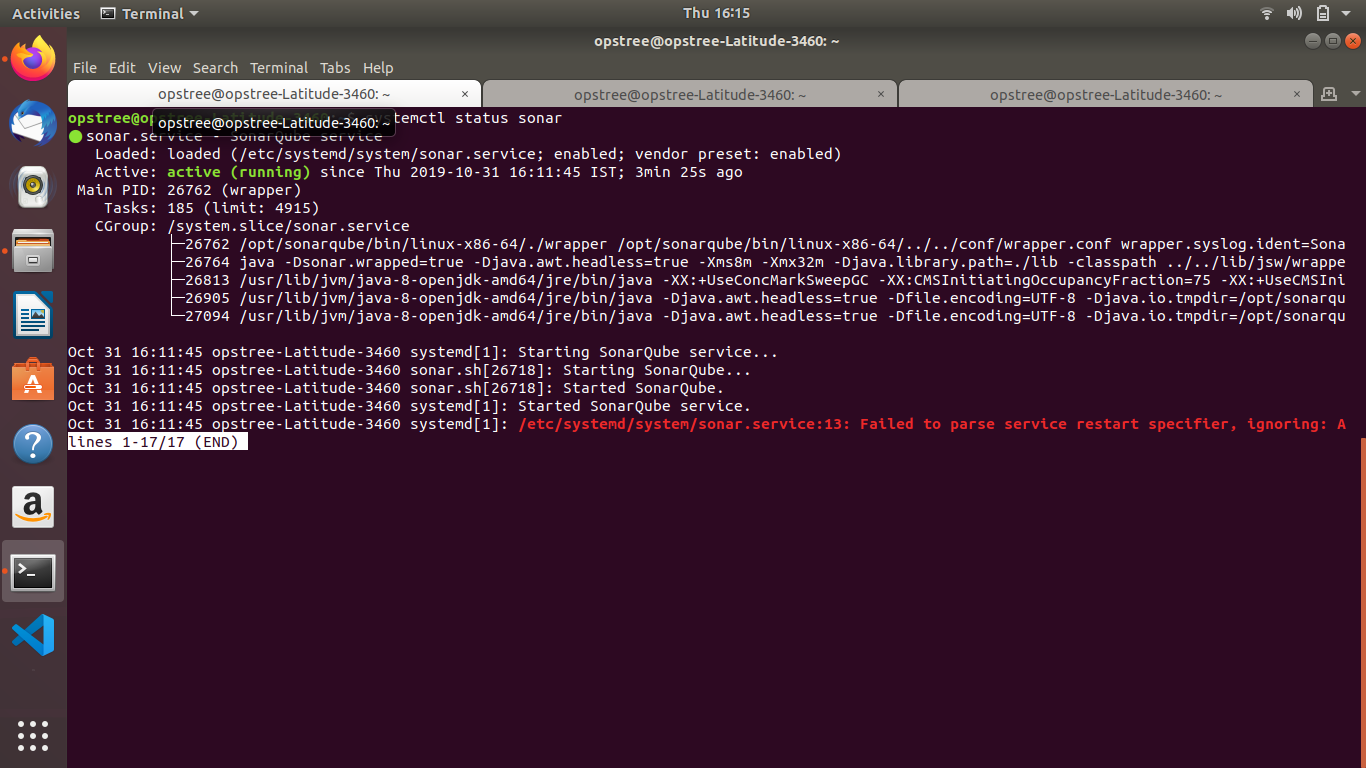 Activities
Terminal
Thu 16:15
opstree@opstree-Latitude-3460: ~
File Edit View Search Terminal Tabs Help
opstree@opstree-Latitude-3460: ~ ×
opstree@opstree-Latitude-3460: ~ ×
opstree@opstree-Latitude-3460: ~ ×
opstree@opstree-Latitude-3460: ~
status sonar
sonar.service - SonarQube service
Loaded: loaded (/etc/systemd/system/sonar.service; enabled; vendor preset: enabled)
Active: active (running) since Thu 2019-10-31 16:11:45 IST; 3min 25s ago
Main PID: 26762 (wrapper)
Tasks: 185 (limit: 4915)
CGroup: /system.slice/sonar.service
├─26762 /opt/sonarqube/bin/linux-x86-64/./wrapper /opt/sonarqube/bin/linux-x86-64/../../conf/wrapper.conf wrapper.syslog.ident=Sona
├─26764 java -Dsonar.wrapped=true -Djava.awt.headless=true -Xms8m -Xmx32m -Djava.library.path=./lib -classpath ../../lib/jsw/wrappe
├─26813 /usr/lib/jvm/java-8-openjdk-amd64/jre/bin/java -XX:+UseConcMarkSweepGC -XX:CMSInitiatingOccupancyFraction=75 -XX:+UseCMSIni
├─26905 /usr/lib/jvm/java-8-openjdk-amd64/jre/bin/java -Djava.awt.headless=true -Dfile.encoding=UTF-8 -Djava.io.tmpdir=/opt/sonarqu
└─27094 /usr/lib/jvm/java-8-openjdk-amd64/jre/bin/java -Djava.awt.headless=true -Dfile.encoding=UTF-8 -Djava.io.tmpdir=/opt/sonarqu
Oct 31 16:11:45 opstree-Latitude-3460 systemd[1]: Starting SonarQube service...
Oct 31 16:11:45 opstree-Latitude-3460 sonar.sh[26718]: Starting SonarQube...
Oct 31 16:11:45 opstree-Latitude-3460 sonar.sh[26718]: Started SonarQube.
Oct 31 16:11:45 opstree-Latitude-3460 systemd[1]: Started SonarQube service.
Oct 31 16:11:45 opstree-Latitude-3460 systemd[1]: /etc/systemd/system/sonar.service:13: Failed to parse service restart specifier, ignoring: A
lines 1-17/17 (END)